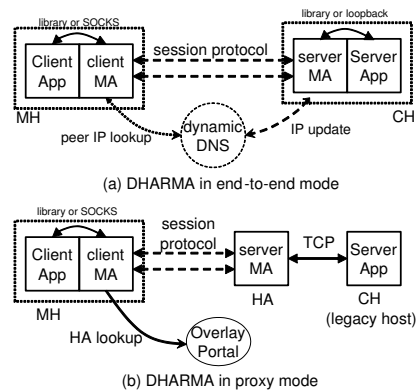 library or SOCKS
library or loopback
session protocol
Client App
client MA
server MA
Server App
MH
CH
peer IP lookup
dynamic DNS
IP update
(a) DHARMA in end-to-end mode
library or SOCKS
session protocol
Client App
client MA
server MA
TCP
Server App
MH
HA
CH
(legacy host)
HA lookup
Overlay Portal
(b) DHARMA in proxy mode